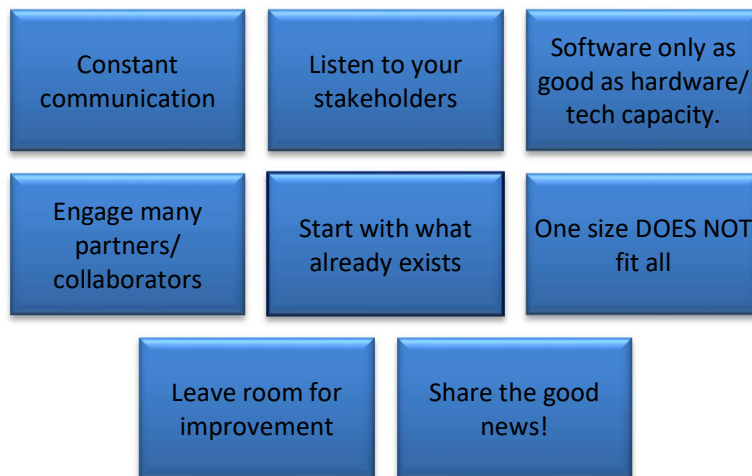 Constant
communication
Listen to your
stakeholders
Software only as
good as hardware/
tech capacity.
Engage many
partners/
collaborators
Start with what
already exists
One size DOES NOT
fit all
Leave room for
improvement
Share the good
news!